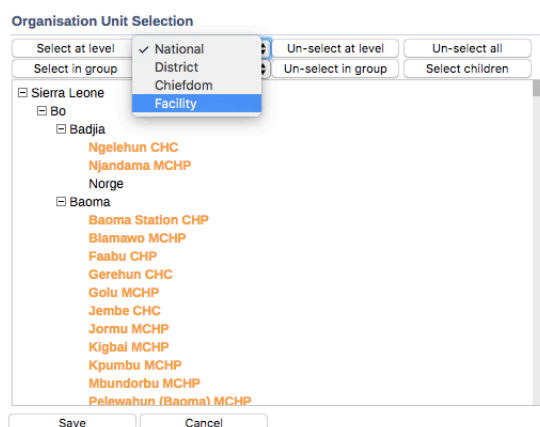 Organisation Unit Selection
Select at level ✓ National Un-select at level Un-select all
Select in group District Un-select in group Select children
Chiefdom
Facility
Sierra Leone
Bo
Badjia
Ngelehun CHC
Njandama MCHP
Norge
Baoma
Baoma Station CHP
Blamawo MCHP
Faabu CHP
Gerehun CHC
Golu MCHP
Jembe CHC
Jormu MCHP
Kigbai MCHP
Kpumbu MCHP
Mbundorbu MCHP
Pelewahun (Baoma) MCHP
Save Cancel